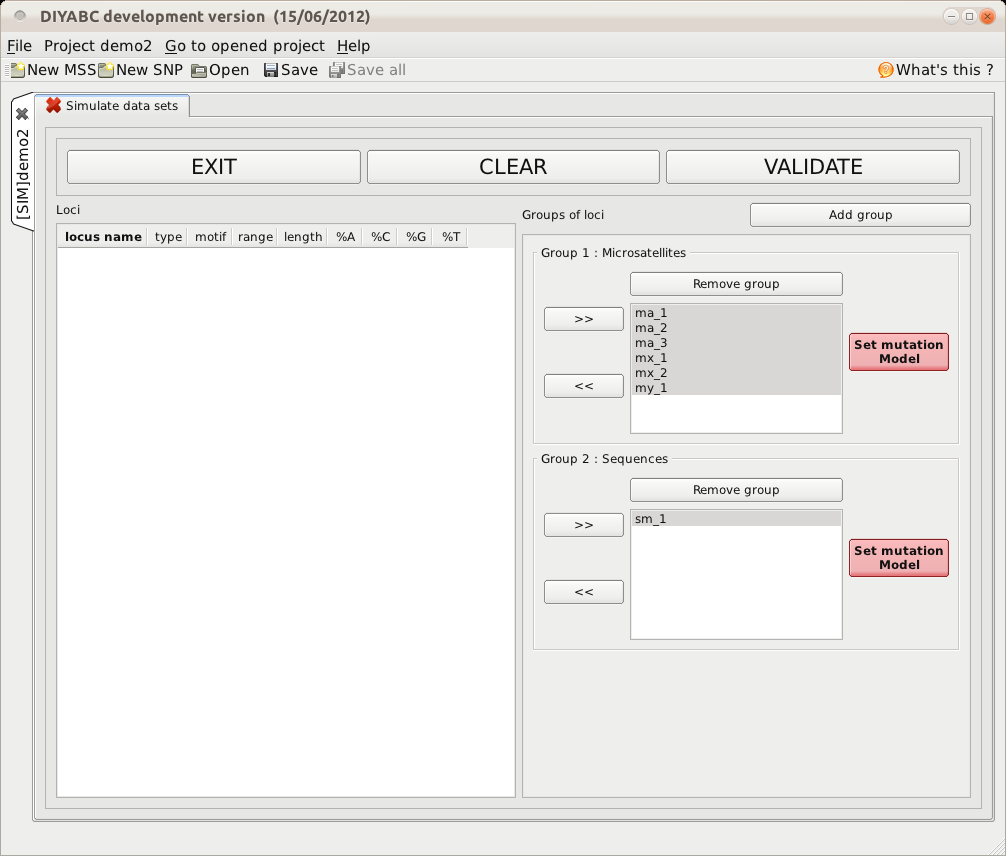 DIYABC development version (15/06/2012)
File Project demo2 Go to opened project Help
New MSS New SNP Open Save Save all What's this ?
[SIM]demo2
Simulate data sets
EXIT CLEAR VALIDATE
Loci
Groups of loci Add group
locus name type motif range length %A %C %G %T
Group 1 : Microsatellites
Remove group
>>
<<
ma_1
ma_2
ma_3
mx_1
mx_2
my_1
Set mutation
Model
Group 2 : Sequences
Remove group
>>
<<
sm_1
Set mutation
Model